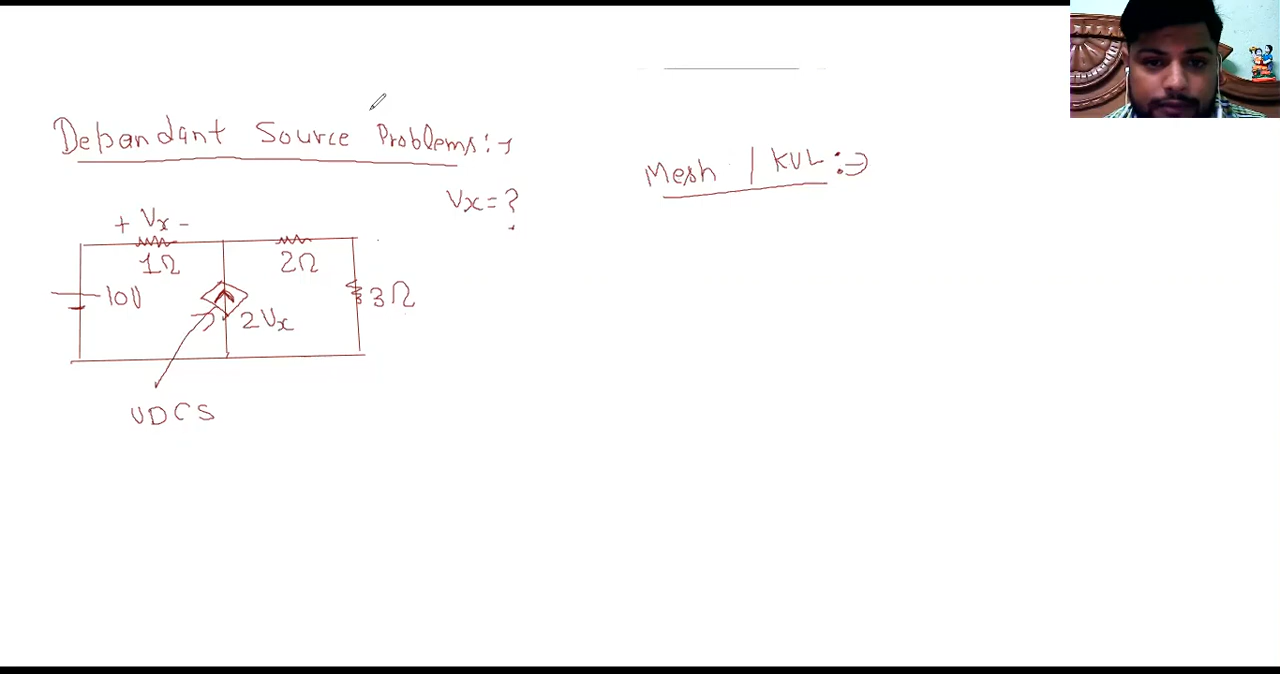 Dependant Source Problems:→
Mesh / KVL:⇒
Vx = ?
+ Vx -
1Ω
2Ω
10V
3Ω
2Vx
VDCS